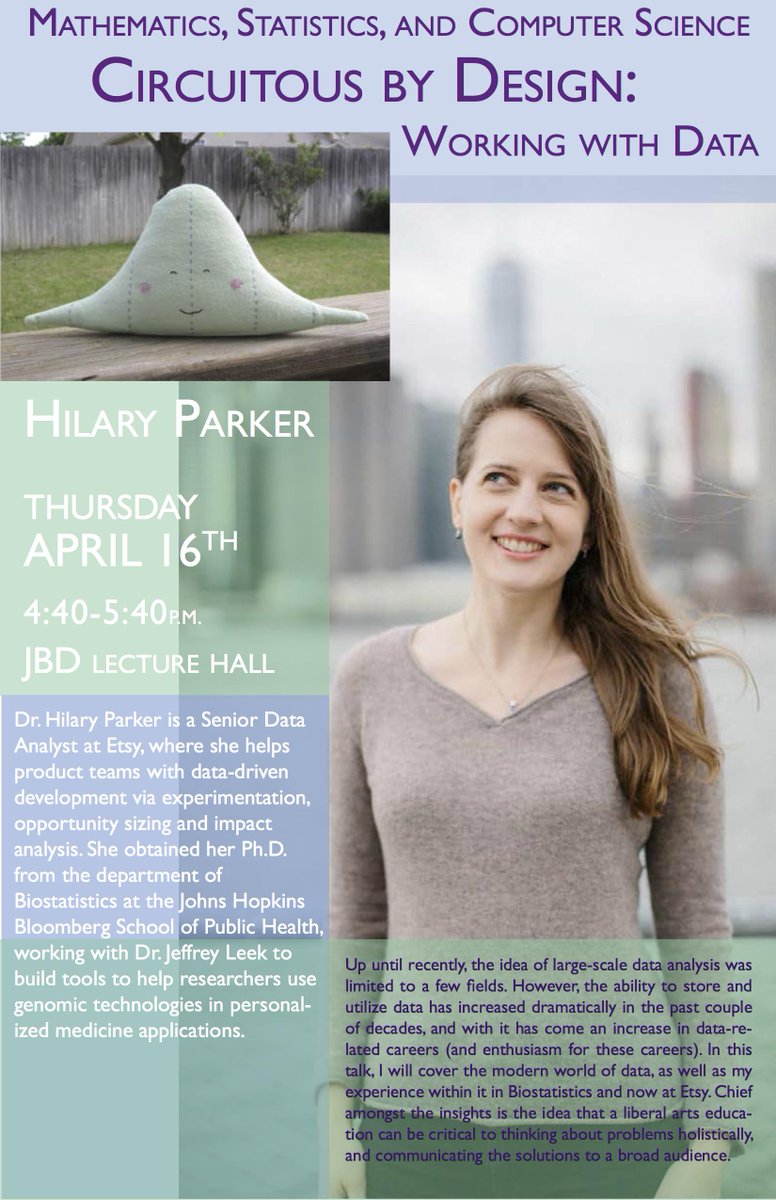 Mathematics, Statistics, and Computer Science
Circuitous by Design:
Working with Data
Hilary Parker
THURSDAY
APRIL 16TH
4:40-5:40P.M.
JBD LECTURE HALL
Dr. Hilary Parker is a Senior Data
Analyst at Etsy, where she helps
product teams with data-driven
development via experimentation,
opportunity sizing and impact
analysis. She obtained her Ph.D.
from the department of
Biostatistics at the Johns Hopkins
Bloomberg School of Public Health,
working with Dr. Jeffrey Leek to
build tools to help researchers use
genomic technologies in personal-
ized medicine applications.
Up until recently, the idea of large-scale data analysis was
limited to a few fields. However, the ability to store and
utilize data has increased dramatically in the past couple
of decades, and with it has come an increase in data-re-
lated careers (and enthusiasm for these careers). In this
talk, I will cover the modern world of data, as well as my
experience within it in Biostatistics and now at Etsy. Chief
amongst the insights is the idea that a liberal arts educa-
tion can be critical to thinking about problems holistically,
and communicating the solutions to a broad audience.